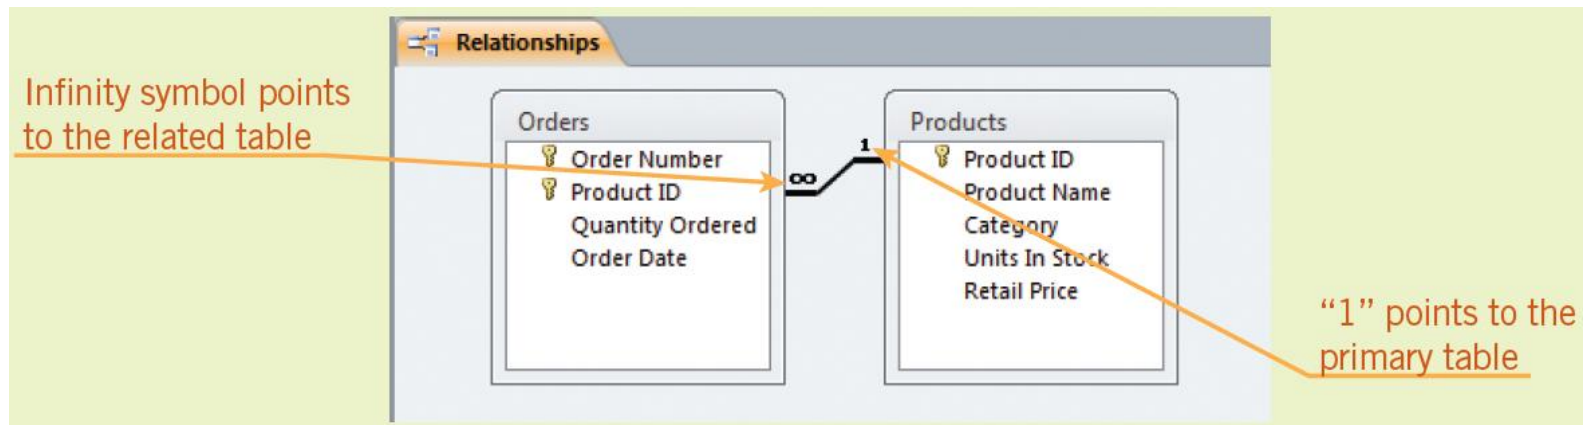 Relationships
Infinity symbol points
to the related table
Orders
Order Number
Product ID
Quantity Ordered
Order Date
∞
1
Products
Product ID
Product Name
Category
Units In Stock
Retail Price
“1” points to the
primary table